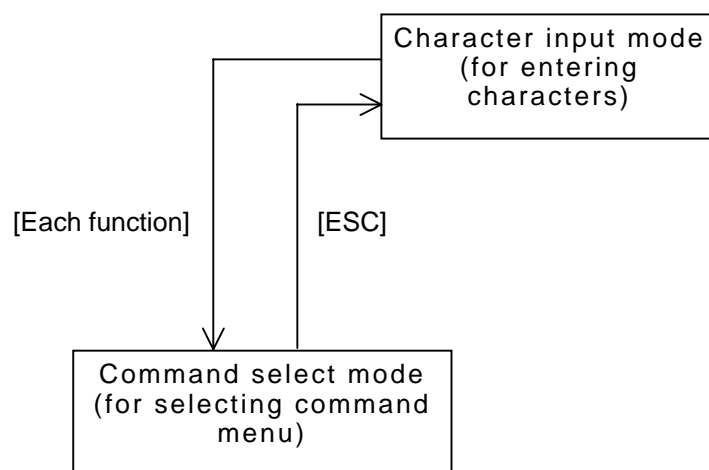 Character input mode
(for entering
characters)
[Each function]
[ESC]
Command select mode
(for selecting command
menu)